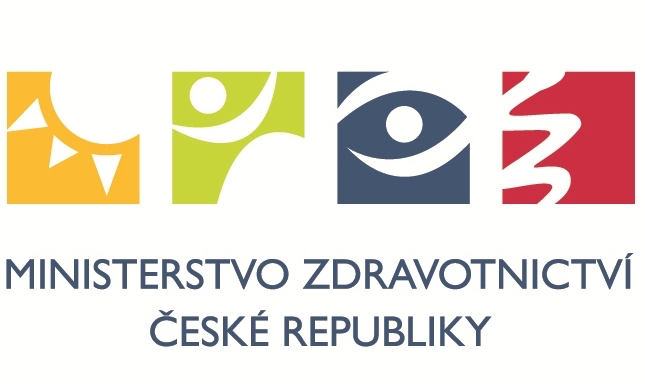 MINISTERSTVO ZDRAVOTNICTVÍ
ČESKÉ REPUBLIKY